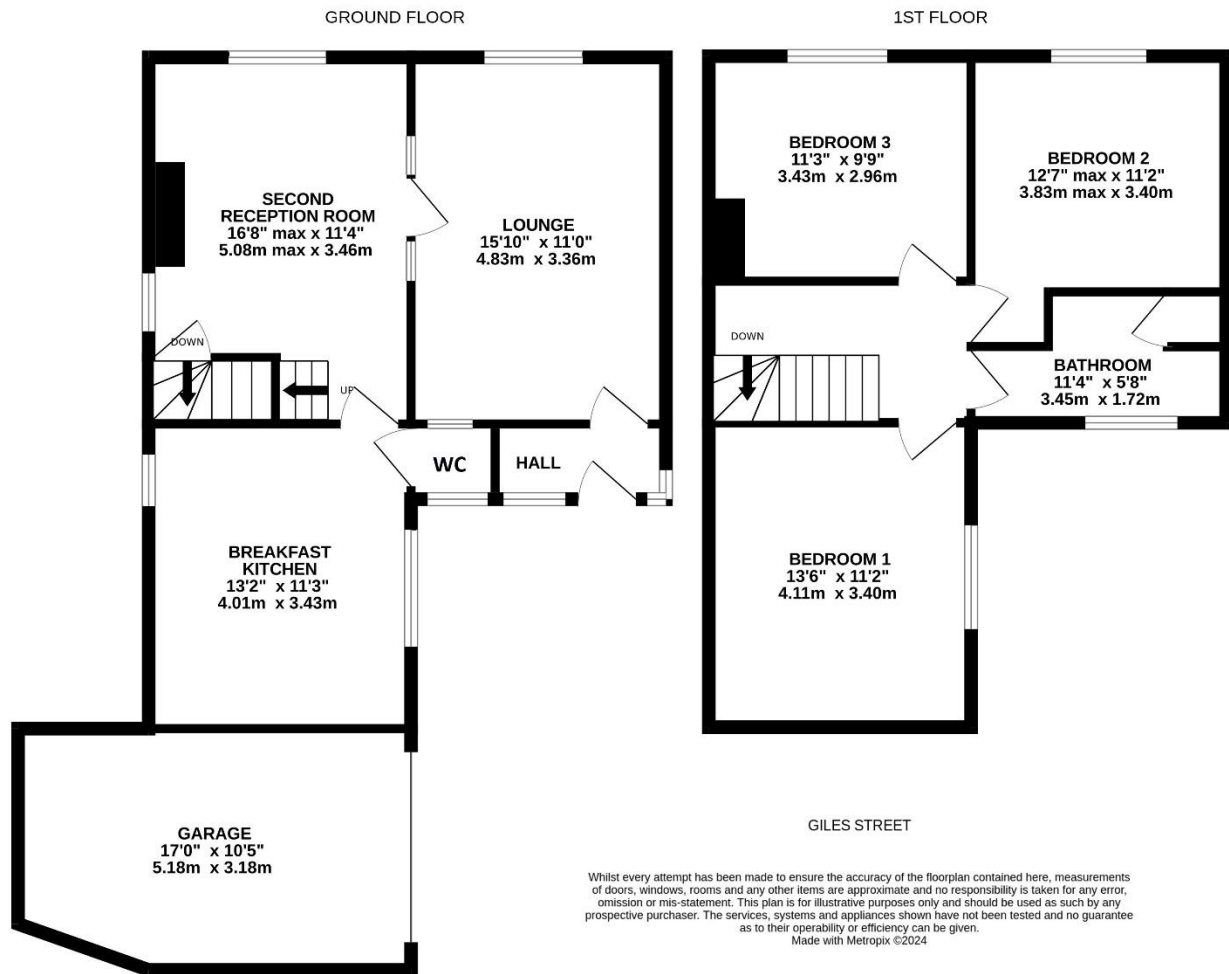 GROUND FLOOR
1ST FLOOR
SECOND
RECEPTION ROOM
16'8" max x 11'4"
5.08m max x 3.46m
LOUNGE
15'10" x 11'0"
4.83m x 3.36m
DOWN
UP
WC
HALL
BREAKFAST
KITCHEN
13'2" x 11'3"
4.01m x 3.43m
GARAGE
17'0" x 10'5"
5.18m x 3.18m
BEDROOM 3
11'3" x 9'9"
3.43m x 2.96m
BEDROOM 2
12'7" max x 11'2"
3.83m max x 3.40m
DOWN
BATHROOM
11'4" x 5'8"
3.45m x 1.72m
BEDROOM 1
13'6" x 11'2"
4.11m x 3.40m
GILES STREET
Whilst every attempt has been made to ensure the accuracy of the floorplan contained here, measurements
of doors, windows, rooms and any other items are approximate and no responsibility is taken for any error,
omission or mis-statement. This plan is for illustrative purposes only and should be used as such by any
prospective purchaser. The services, systems and appliances shown have not been tested and no guarantee
as to their operability or efficiency can be given.
Made with Metropix ©2024